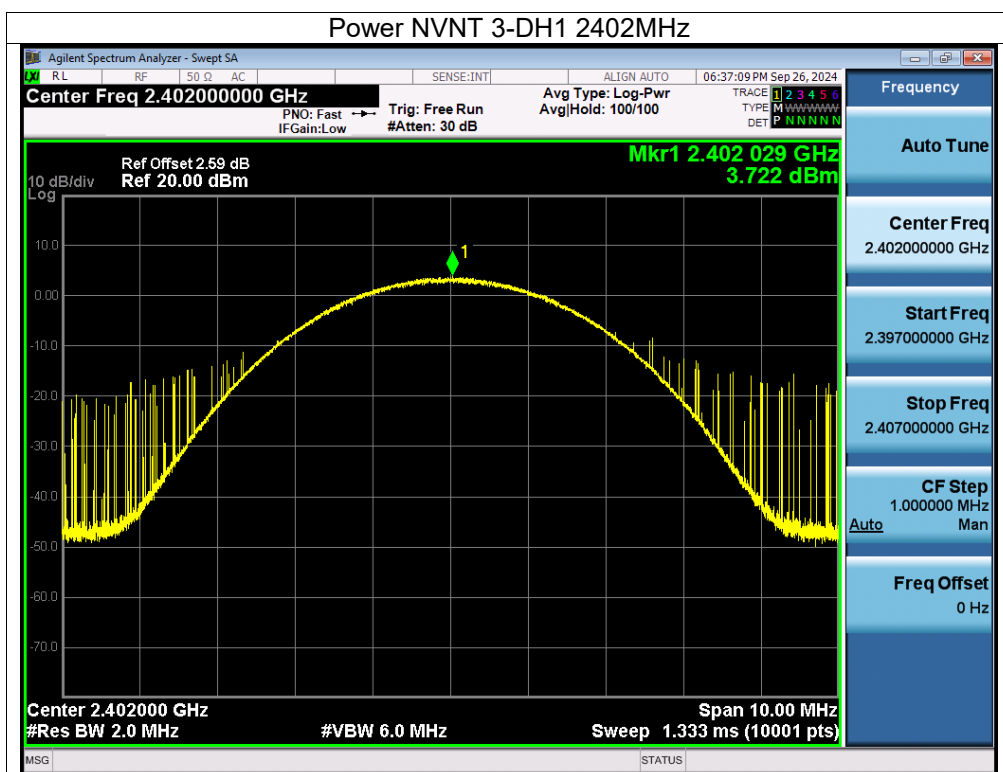 Power NVNT 3-DH1 2402MHz
Agilent Spectrum Analyzer - Swept SA
LXI RL RF 50 Ω AC SENSE:INT ALIGN AUTO 06:37:09 PM Sep 26, 2024
Center Freq 2.402000000 GHz
PNO: Fast
IFGain:Low
Trig: Free Run
#Atten: 30 dB
Avg Type: Log-Pwr
Avg|Hold: 100/100
TRACE 1 2 3 4 5 6
TYPE M WWWWW
DET P N N N N N
Ref Offset 2.59 dB
10 dB/div Ref 20.00 dBm
Log
Mkr1 2.402 029 GHz
3.722 dBm
1
10.0
0.00
-10.0
-20.0
-30.0
-40.0
-50.0
-60.0
-70.0
Center 2.402000 GHz Span 10.00 MHz
#Res BW 2.0 MHz #VBW 6.0 MHz Sweep 1.333 ms (10001 pts)
MSG STATUS
Frequency
Auto Tune
Center Freq
2.402000000 GHz
Start Freq
2.397000000 GHz
Stop Freq
2.407000000 GHz
CF Step
1.000000 MHz
Auto Man
Freq Offset
0 Hz